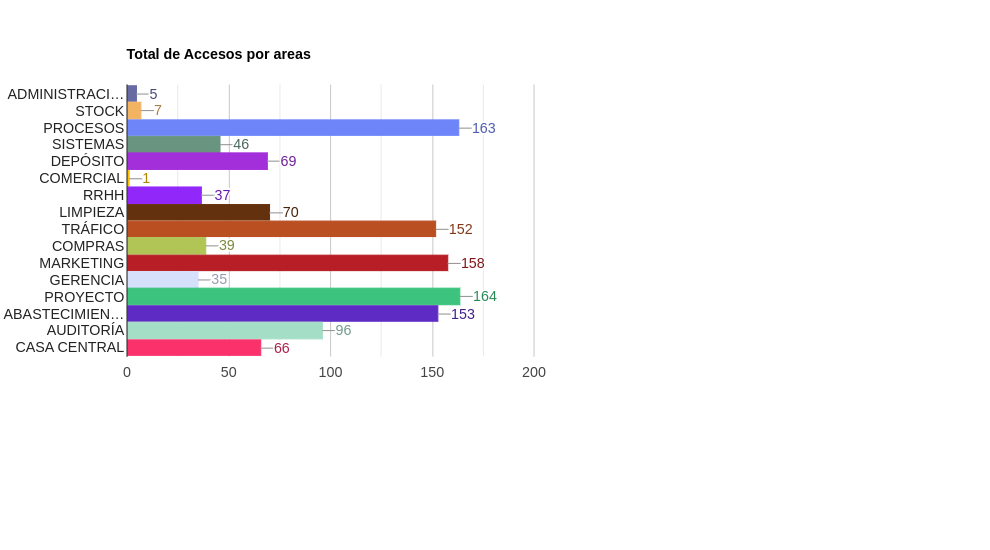 Total de Accesos por areas
ADMINISTRACI… 5
STOCK 7
PROCESOS 163
SISTEMAS 46
DEPÓSITO 69
COMERCIAL 1
RRHH 37
LIMPIEZA 70
TRÁFICO 152
COMPRAS 39
MARKETING 158
GERENCIA 35
PROYECTO 164
ABASTECIMIEN… 153
AUDITORÍA 96
CASA CENTRAL 66
0 50 100 150 200